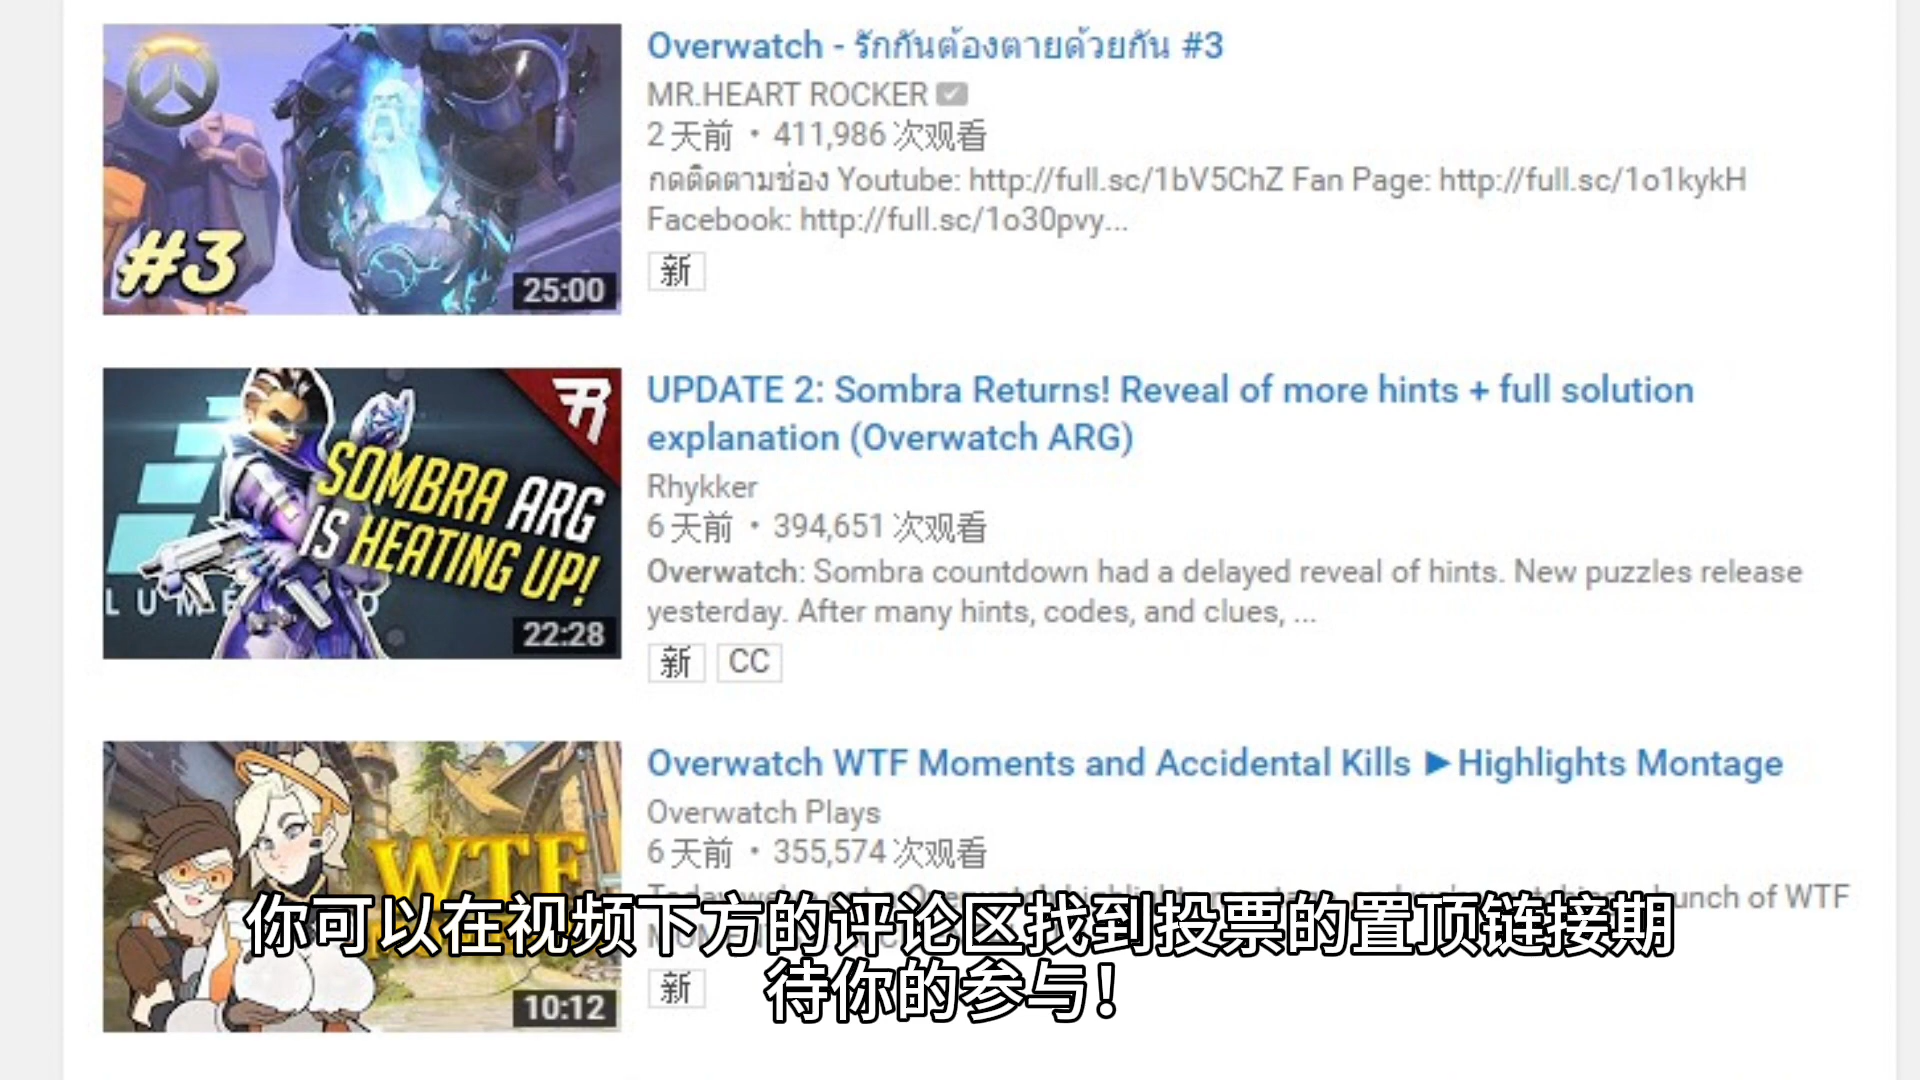 Overwatch - รักกันต้องตายด้วยกัน #3
MR.HEART ROCKER
2 天前 • 411,986 次观看
กดติดตามช่อง Youtube: http://full.sc/1bV5ChZ Fan Page: http://full.sc/1o1kykH
Facebook: http://full.sc/1o30pvy...
新
#3
25:00
UPDATE 2: Sombra Returns! Reveal of more hints + full solution
explanation (Overwatch ARG)
Rhykker
6 天前 • 394,651 次观看
Overwatch: Sombra countdown had a delayed reveal of hints. New puzzles release
yesterday. After many hints, codes, and clues, ...
新 CC
SOMBRA ARG
IS HEATING UP!
22:28
Overwatch WTF Moments and Accidental Kills ►Highlights Montage
Overwatch Plays
6 天前 • 355,574 次观看
unch of WTF
新
WTF
10:12
你可以在视频下方的评论区找到投票的置顶链接期
待你的参与！